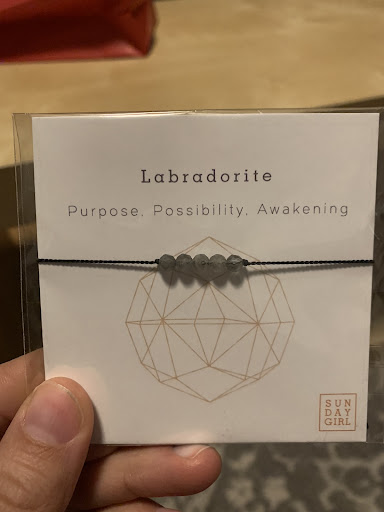 Labradorite
Purpose, Possibility, Awakening
SUN
DAY
GIRL